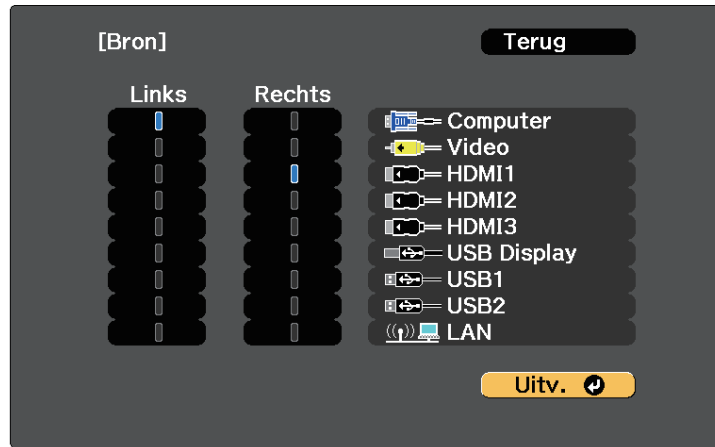 [Bron] Terug
Links Rechts
Computer
Video
HDMI1
HDMI2
HDMI3
USB Display
USB1
USB2
LAN
Uitv.